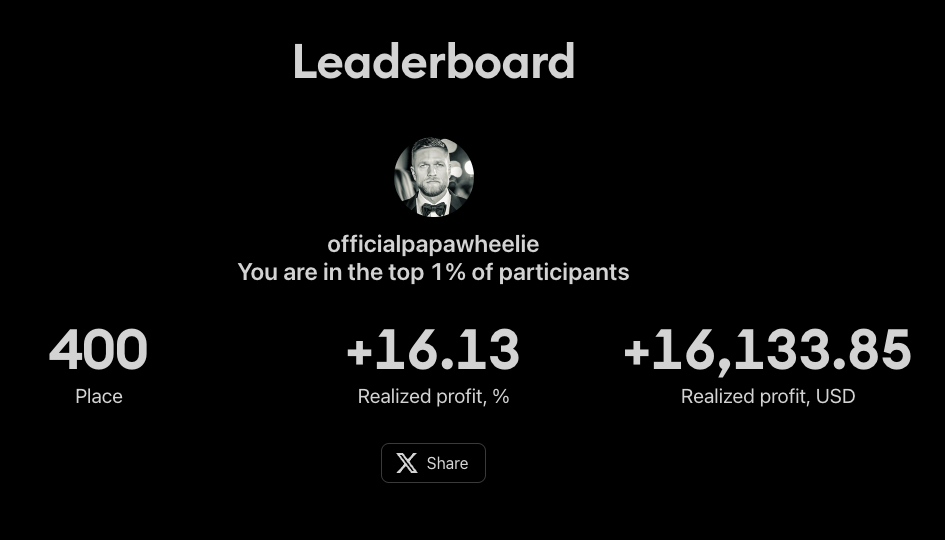 Leaderboard
officialpapawheelie
You are in the top 1% of participants
400
Place
+16.13
Realized profit, %
+16,133.85
Realized profit, USD
Share